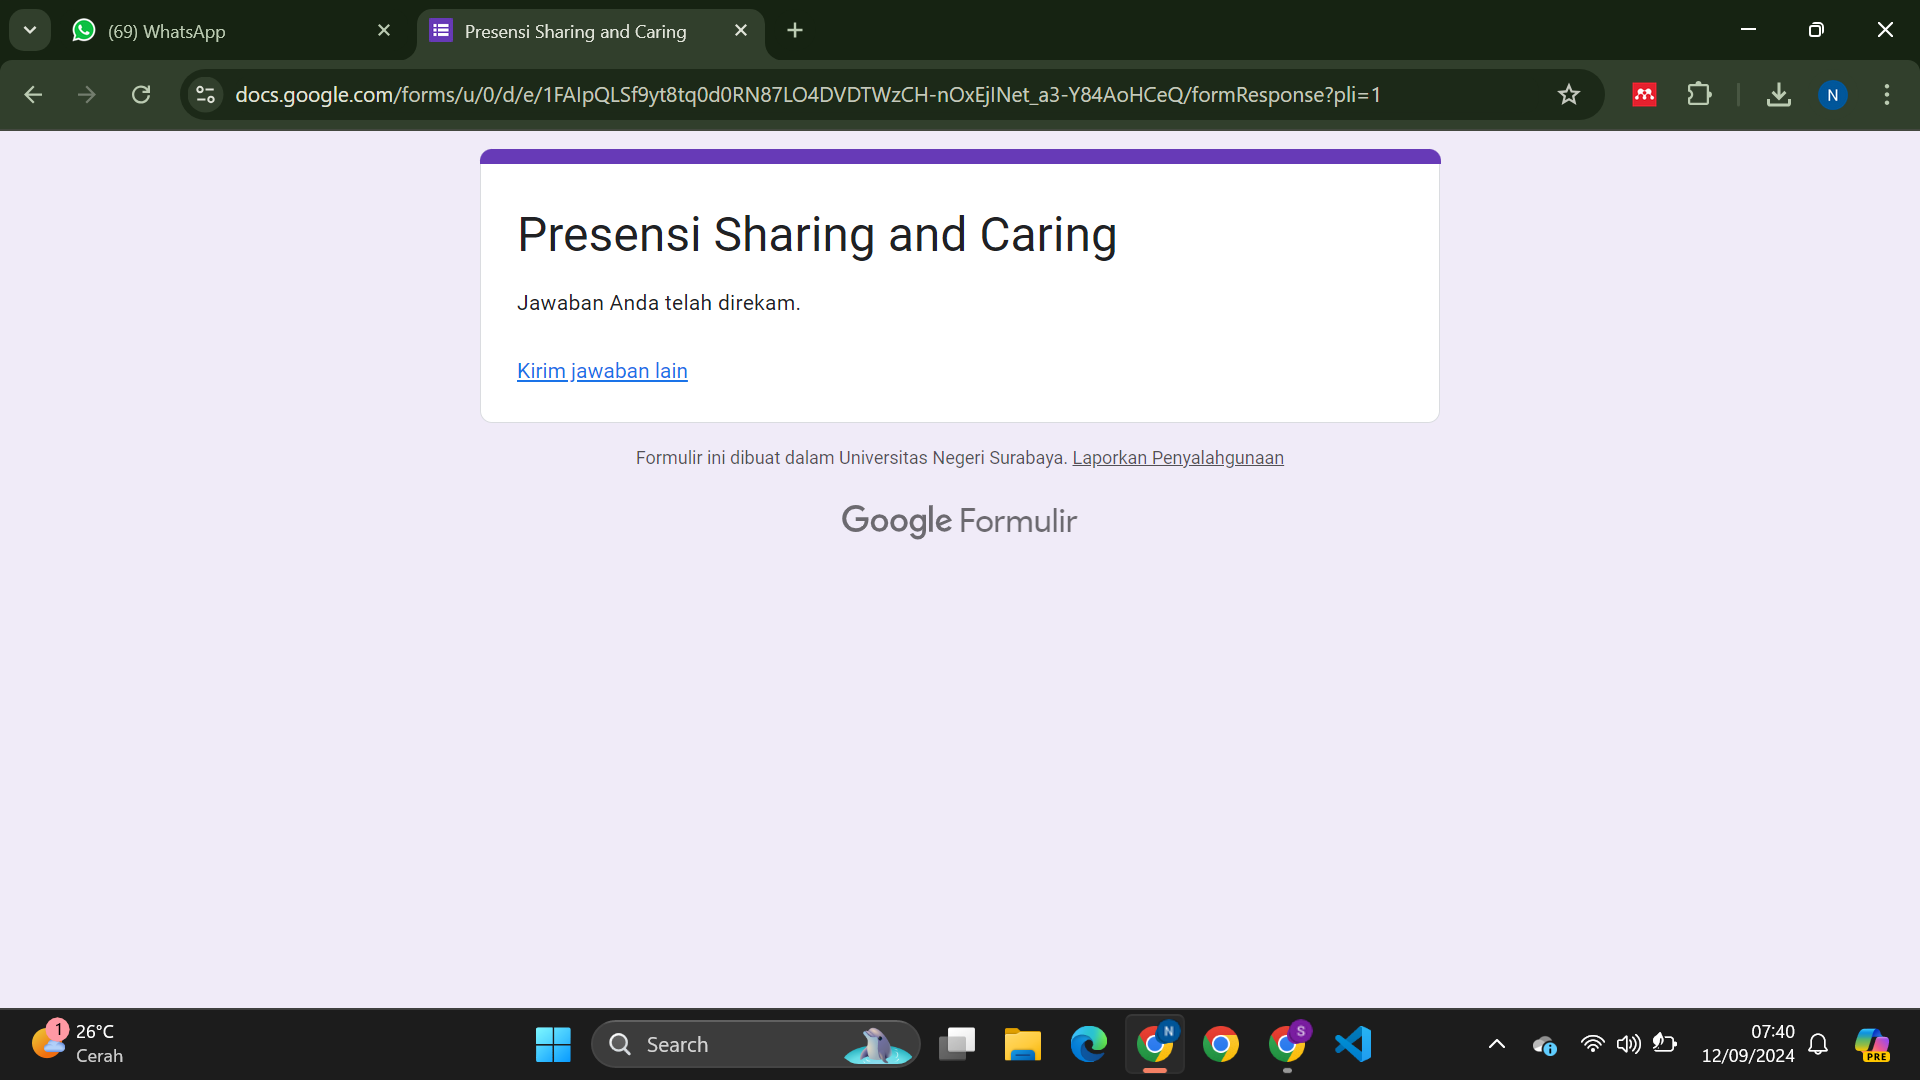 (69) WhatsApp
Presensi Sharing and Caring
docs.google.com/forms/u/0/d/e/1FAIpQLSf9yt8tq0d0RN87LO4DVDTWzCH-nOxEjINet_a3-Y84AoHCeQ/formResponse?pli=1
N
Presensi Sharing and Caring
Jawaban Anda telah direkam.
Kirim jawaban lain
Formulir ini dibuat dalam Universitas Negeri Surabaya. Laporkan Penyalahgunaan
Google Formulir
1
26°C
Cerah
Search
N
S
07:40
12/09/2024
PRE